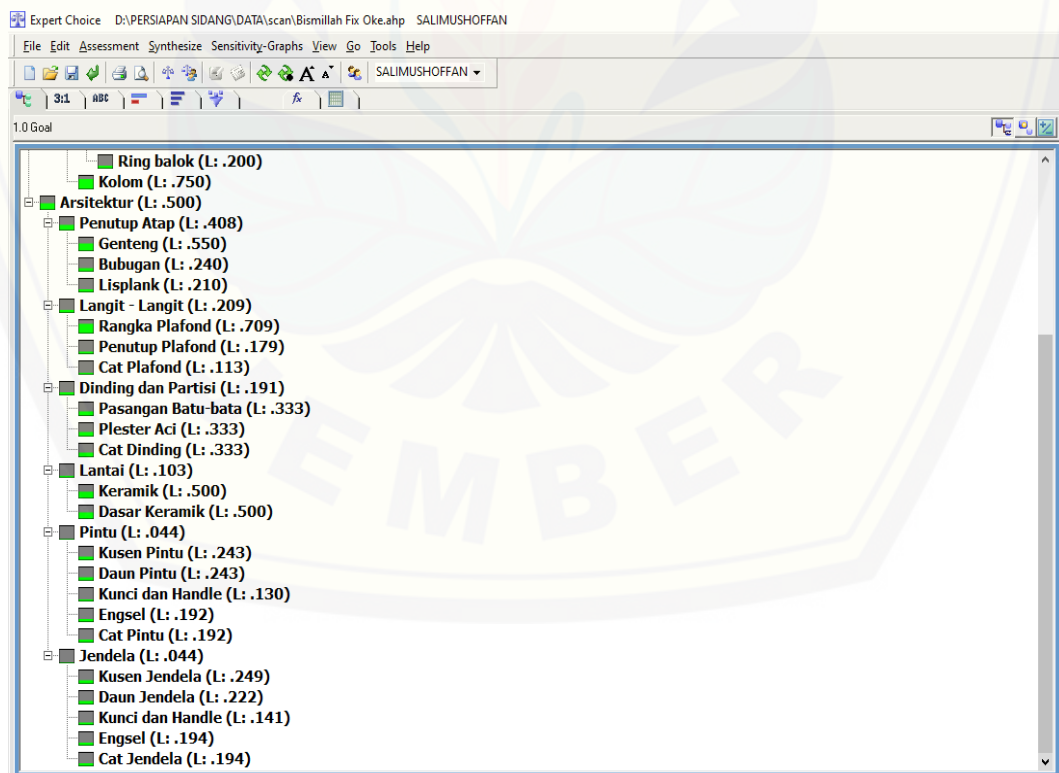 Expert Choice D:\PERSIAPAN SIDANG\DATA\scan\Bismillah Fix Oke.ahp SALIMUSHOFFAN
File Edit Assessment Synthesize Sensitivity-Graphs View Go Tools Help
A A SALIMUSHOFFAN
3:1 ABC fx
1.0 Goal
Ring balok (L: .200)
Kolom (L: .750)
Arsitektur (L: .500)
Penutup Atap (L: .408)
Genteng (L: .550)
Bubugan (L: .240)
Lisplank (L: .210)
Langit - Langit (L: .209)
Rangka Plafond (L: .709)
Penutup Plafond (L: .179)
Cat Plafond (L: .113)
Dinding dan Partisi (L: .191)
Pasangan Batu-bata (L: .333)
Plester Aci (L: .333)
Cat Dinding (L: .333)
Lantai (L: .103)
Keramik (L: .500)
Dasar Keramik (L: .500)
Pintu (L: .044)
Kusen Pintu (L: .243)
Daun Pintu (L: .243)
Kunci dan Handle (L: .130)
Engsel (L: .192)
Cat Pintu (L: .192)
Jendela (L: .044)
Kusen Jendela (L: .249)
Daun Jendela (L: .222)
Kunci dan Handle (L: .141)
Engsel (L: .194)
Cat Jendela (L: .194)
EMBER